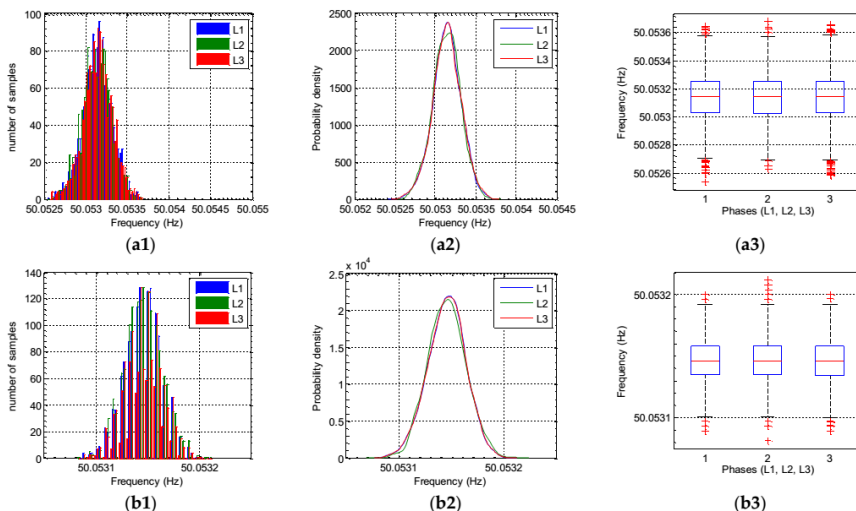 100
80
60
40
20
0
number of samples
L1
L2
L3
50.0525 50.053 50.0535 50.054 50.0545 50.055
Frequency (Hz)
(a1)
2500
2000
1500
1000
500
0
Probability density
L1
L2
L3
50.052 50.0525 50.053 50.0535 50.054 50.0545
Frequency (Hz)
(a2)
50.0536
50.0534
50.0532
50.053
50.0528
50.0526
Frequency (Hz)
1 2 3
Phases (L1, L2, L3)
(a3)
140
120
100
80
60
40
20
0
number of samples
L1
L2
L3
50.0531 50.0532
Frequency (Hz)
(b1)
x 10^4
2.5
2
1.5
1
0.5
0
Probability density
L1
L2
L3
50.0531 50.0532
Frequency (Hz)
(b2)
50.0532
50.0531
Frequency (Hz)
1 2 3
Phases (L1, L2, L3)
(b3)